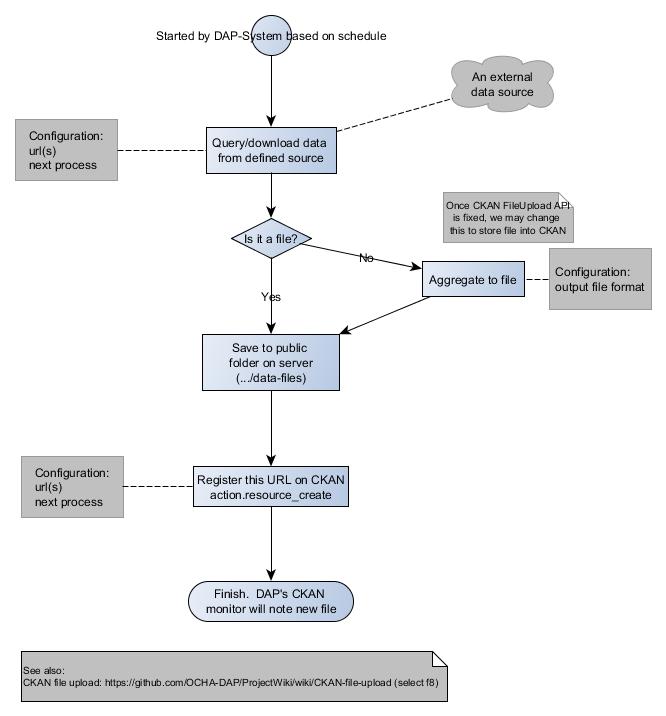 Started by DAP-System based on schedule
An external
data source
Configuration:
url(s)
next process
Query/download data
from defined source
Once CKAN FileUpload API
is fixed, we may change
this to store file into CKAN
Is it a file?
No
Aggregate to file
Configuration:
output file format
Yes
Save to public
folder on server
(.../data-files)
Configuration:
url(s)
next process
Register this URL on CKAN
action.resource_create
Finish.  DAP's CKAN
monitor will note new file
See also:
CKAN file upload: https://github.com/OCHA-DAP/ProjectWiki/wiki/CKAN-file-upload (select f8)